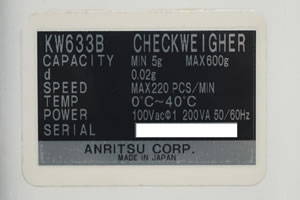 KW633B CHECKWEIGHER
CAPACITY MIN 5g MAX600g
d 0.02g
SPEED MAX220 PCS/MIN
TEMP 0°C~40°C
POWER 100Vac⏀1 200VA 50/60Hz
SERIAL
ANRITSU CORP.
MADE IN JAPAN